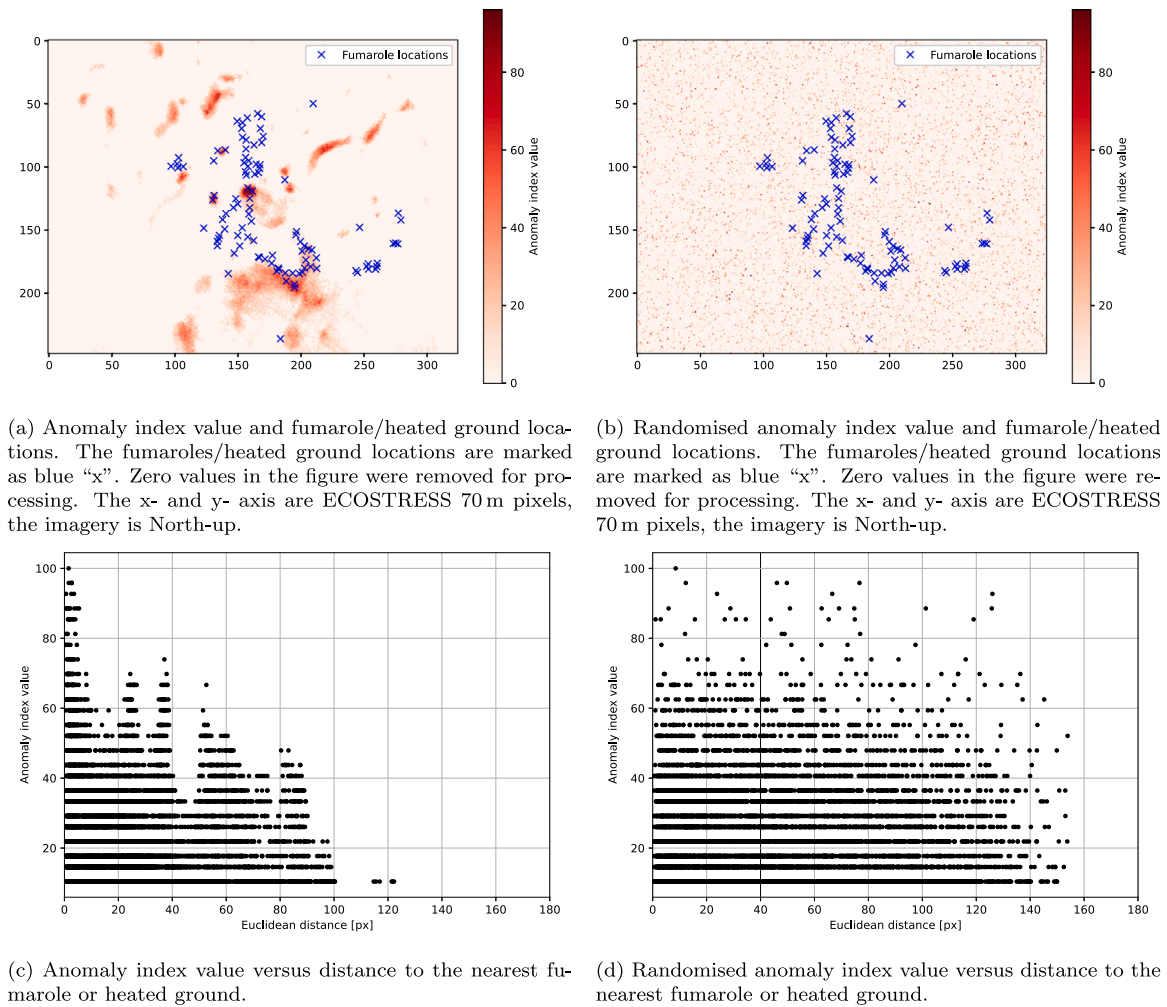 Fumarole locations
0
50
100
150
200
0
50
100
150
200
250
300
80
60
40
20
0
Anomaly index value
Fumarole locations
0
50
100
150
200
0
50
100
150
200
250
300
80
60
40
20
0
Anomaly index value
(a) Anomaly index value and fumarole/heated ground loca-
tions. The fumaroles/heated ground locations are marked
as blue “x”. Zero values in the figure were removed for pro-
cessing. The x- and y- axis are ECOSTRESS 70 m pixels,
the imagery is North-up.
(b) Randomised anomaly index value and fumarole/heated
ground locations. The fumaroles/heated ground locations
are marked as blue “x”. Zero values in the figure were re-
moved for processing. The x- and y- axis are ECOSTRESS
70 m pixels, the imagery is North-up.
100
80
60
40
20
Anomaly index value
0
20
40
60
80
100
120
140
160
180
Euclidean distance [px]
100
80
60
40
20
Anomaly index value
0
20
40
60
80
100
120
140
160
180
Euclidean distance [px]
(c) Anomaly index value versus distance to the nearest fu-
marole or heated ground.
(d) Randomised anomaly index value versus distance to the
nearest fumarole or heated ground.